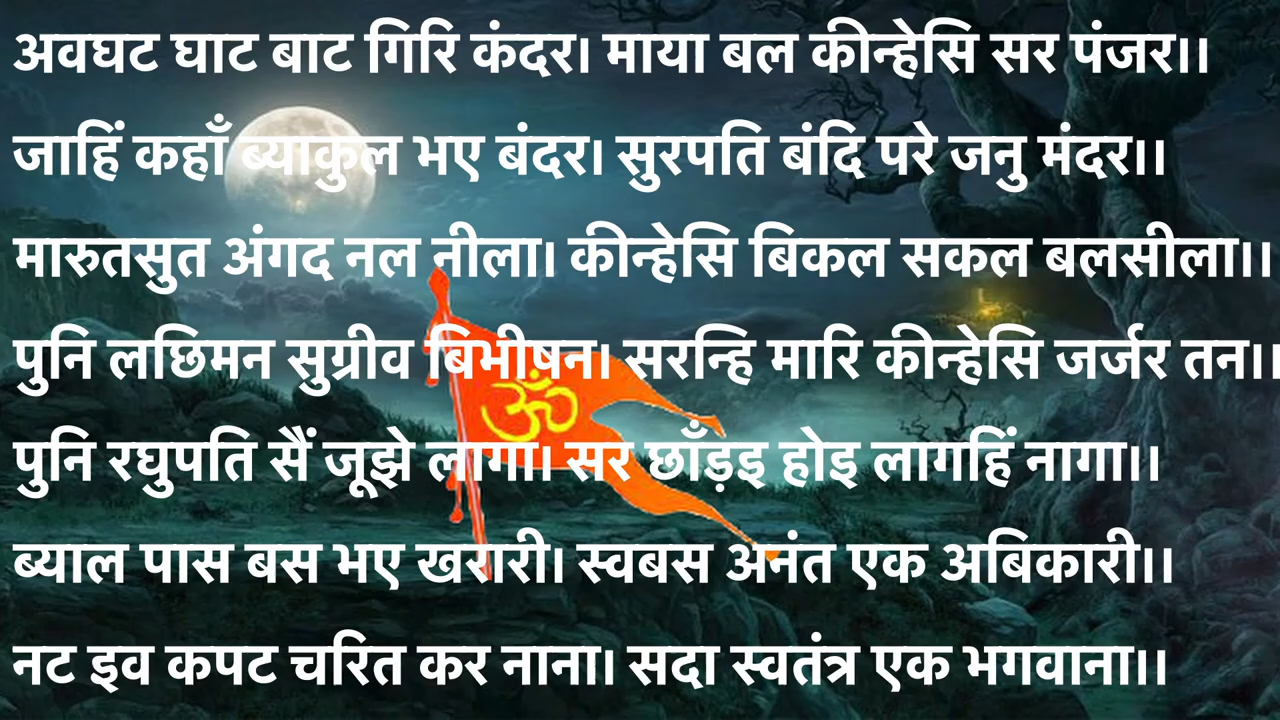 अवघट घाट बाट गिरि कंदर। माया बल कीन्हेसि सर पंजर।।
जाहिं कहाँ ब्याकुल भए बंदर। सुरपति बंदि परे जनु मंदर।।
मारुतसुत अंगद नल नीला। कीन्हेसि बिकल सकल बलसीला।।
पुनि लछिमन सुग्रीव बिभीषन। सरन्हि मारि कीन्हेसि जर्जर तन।।
पुनि रघुपति सैं जूझे लागा। सर छाँड़इ होइ लागहिं नागा।।
ब्याल पास बस भए खरारी। स्वबस अनंत एक अबिकारी।।
नट इव कपट चरित कर नाना। सदा स्वतंत्र एक भगवाना।।
ॐ